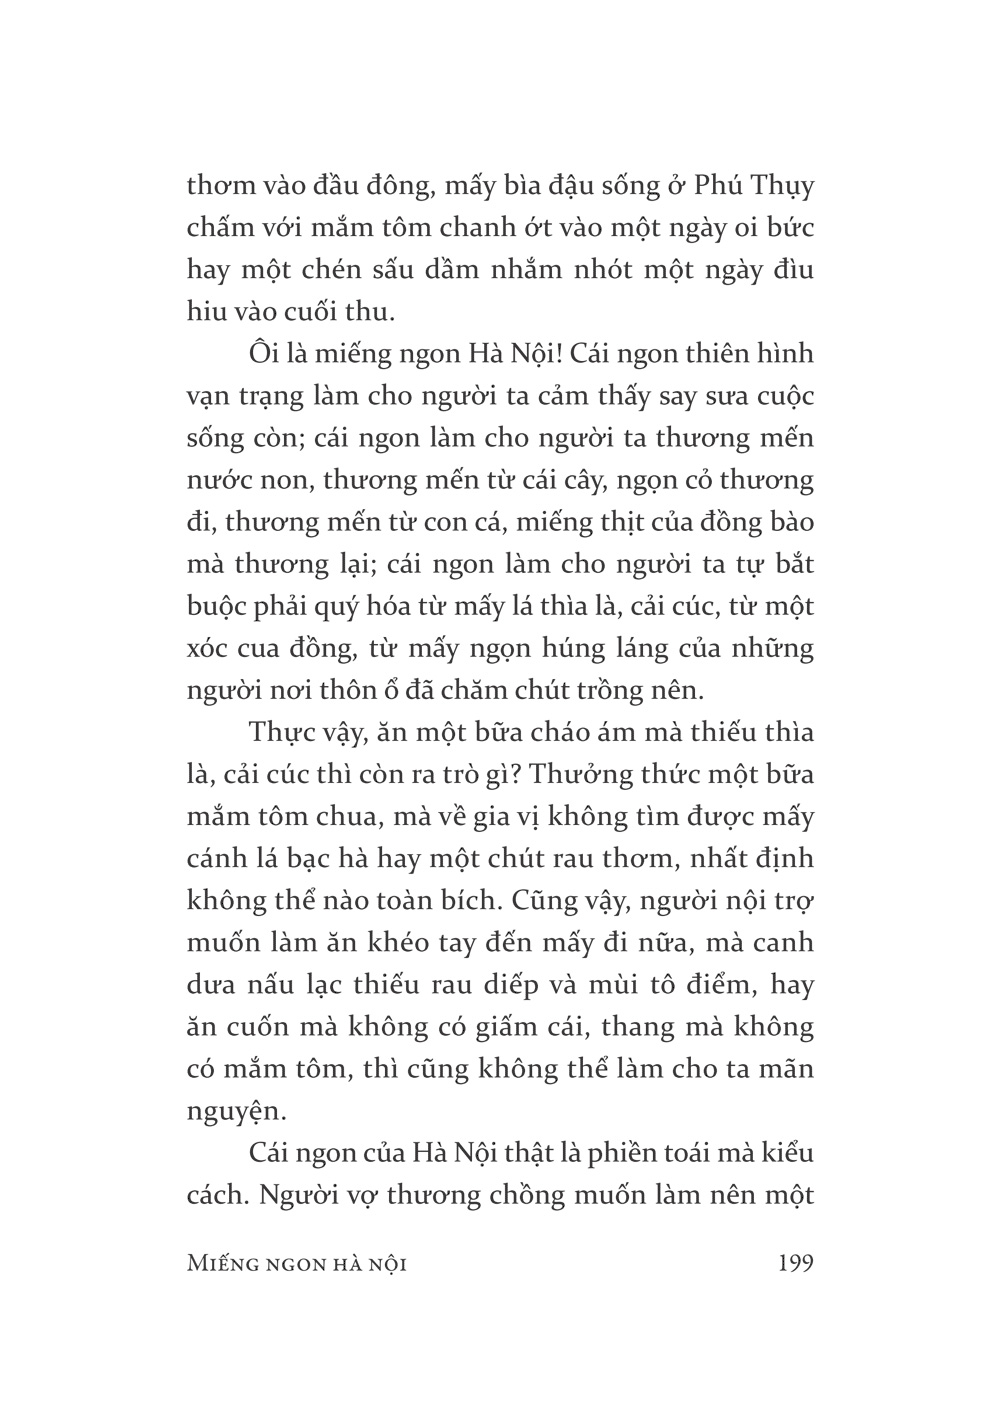 thơm vào đầu đông, mấy bìa đậu sống ở Phú Thụy
chấm với mắm tôm chanh ớt vào một ngày oi bức
hay một chén sấu dầm nhắm nhót một ngày đìu
hiu vào cuối thu.
Ôi là miếng ngon Hà Nội! Cái ngon thiên hình
vạn trạng làm cho người ta cảm thấy say sưa cuộc
sống còn; cái ngon làm cho người ta thương mến
nước non, thương mến từ cái cây, ngọn cỏ thương
đi, thương mến từ con cá, miếng thịt của đồng bào
mà thương lại; cái ngon làm cho người ta tự bắt
buộc phải quý hóa từ mấy lá thìa là, cải cúc, từ một
xóc cua đồng, từ mấy ngọn húng láng của những
người nơi thôn ổ đã chăm chút trồng nên.
Thực vậy, ăn một bữa cháo ám mà thiếu thìa
là, cải cúc thì còn ra trò gì? Thưởng thức một bữa
mắm tôm chua, mà về gia vị không tìm được mấy
cánh lá bạc hà hay một chút rau thơm, nhất định
không thể nào toàn bích. Cũng vậy, người nội trợ
muốn làm ăn khéo tay đến mấy đi nữa, mà canh
dưa nấu lạc thiếu rau diếp và mùi tô điểm, hay
ăn cuốn mà không có giấm cái, thang mà không
có mắm tôm, thì cũng không thể làm cho ta mãn
nguyện.
Cái ngon của Hà Nội thật là phiền toái mà kiểu
cách. Người vợ thương chồng muốn làm nên một
Miếng ngon hà nội 199